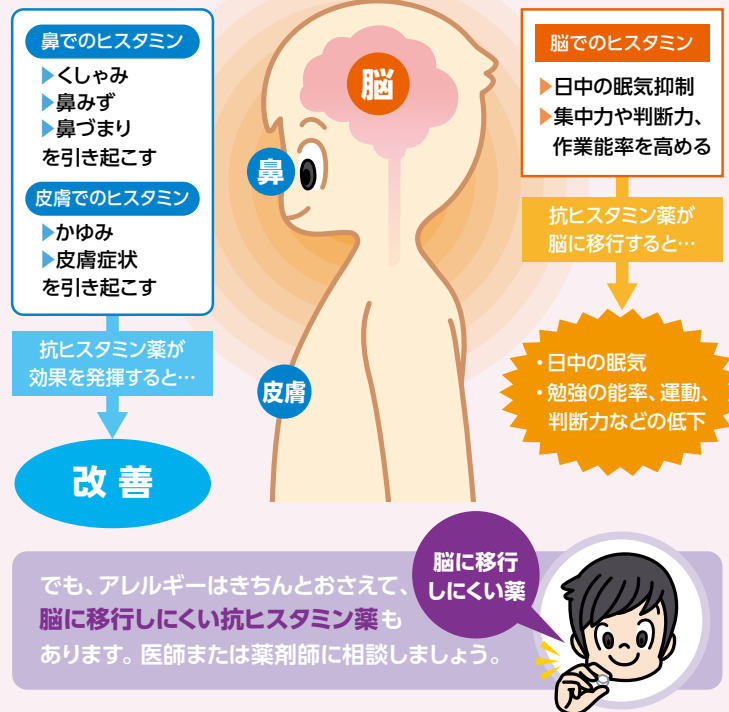 鼻でのヒスタミン
▶くしゃみ
▶鼻みず
▶鼻づまり
を引き起こす
皮膚でのヒスタミン
▶かゆみ
▶皮膚症状
を引き起こす
抗ヒスタミン薬が
効果を発揮すると…
改善
脳
鼻
皮膚
脳でのヒスタミン
▶日中の眠気抑制
▶集中力や判断力、
作業能率を高める
抗ヒスタミン薬が
脳に移行すると…
・日中の眠気
・勉強の能率、運動、
判断力などの低下
でも、アレルギーはきちんとおさえて、
脳に移行しにくい抗ヒスタミン薬も
あります。医師または薬剤師に相談しましょう。
脳に移行
しにくい薬